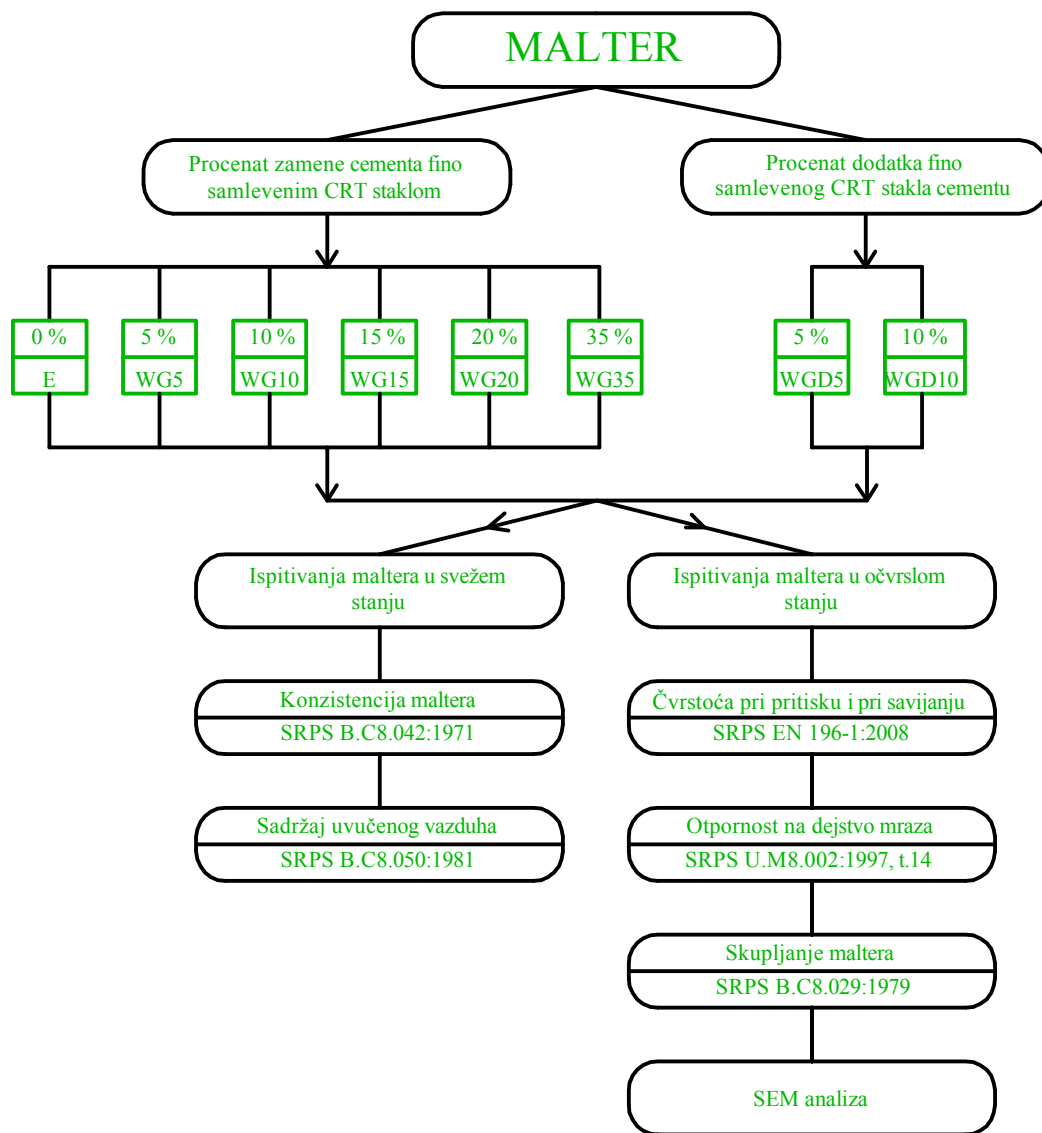 MALTER
Procenat zamene cementa fino
samlevenim CRT staklom
Procenat dodatka fino
samlevenog CRT stakla cementu
0 %
5 %
10 %
15 %
20 %
35 %
5 %
10 %
E
WG5
WG10
WG15
WG20
WG35
WGD5
WGD10
Ispitivanja maltera u svežem
stanju
Ispitivanja maltera u očvrslom
stanju
Konzistencija maltera
SRPS B.C8.042:1971
Čvrstoća pri pritisku i pri savijanju
SRPS EN 196-1:2008
Sadržaj uvučenog vazduha
SRPS B.C8.050:1981
Otpornost na dejstvo mraza
SRPS U.M8.002:1997, t.14
Skupljanje maltera
SRPS B.C8.029:1979
SEM analiza